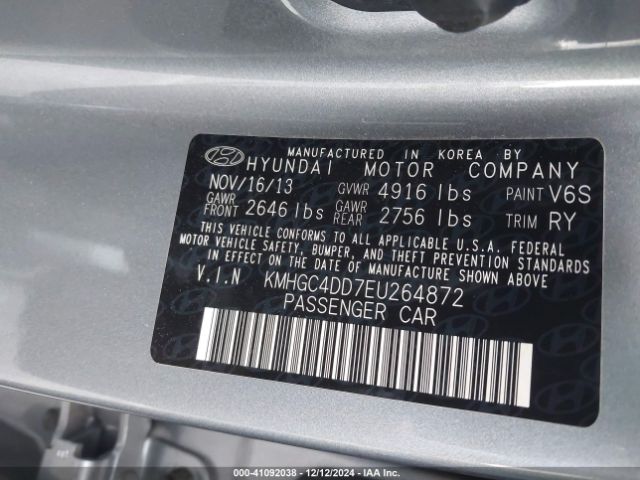 MANUFACTURED IN KOREA BY
HYUNDAI MOTOR COMPANY
NOV/16/13 GVWR 4916 lbs PAINT V6S
GAWR FRONT 2646 lbs GAWR REAR 2756 lbs TRIM RY
THIS VEHICLE CONFORMS TO ALL APPLICABLE U.S.A. FEDERAL
MOTOR VEHICLE SAFETY, BUMPER, AND THEFT PREVENTION STANDARDS
IN EFFECT ON THE DATE OF MANUFACTURE SHOWN ABOVE
V.I.N KMHGC4DD7EU264872
PASSENGER CAR
000-41092038 - 12/12/2024 - IAA Inc.